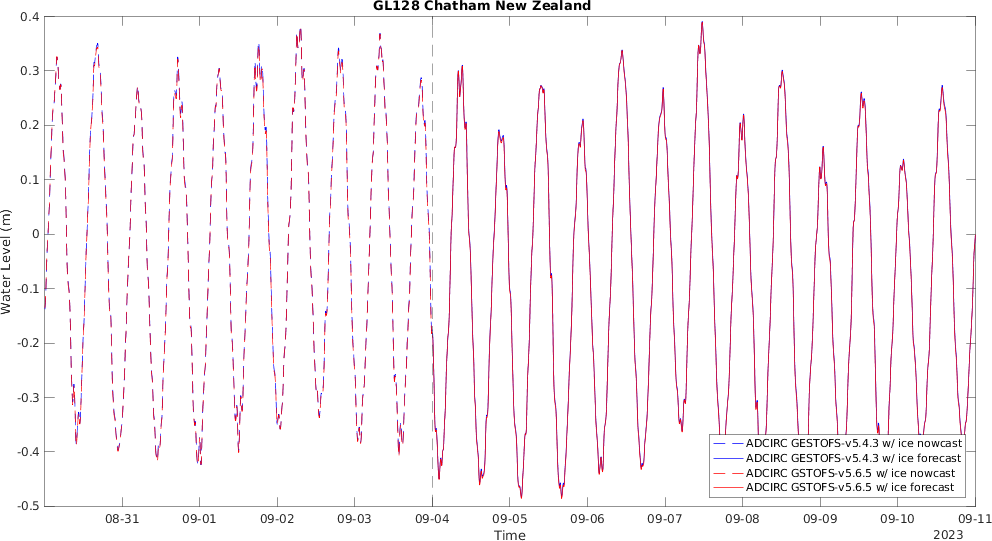 GL128 Chatham New Zealand
0.4
0.3
0.2
0.1
0
-0.1
-0.2
-0.3
-0.4
-0.5
Water Level (m)
ADCIRC GESTOFS-v5.4.3 w/ ice nowcast
ADCIRC GESTOFS-v5.4.3 w/ ice forecast
ADCIRC GSTOFS-v5.6.5 w/ ice nowcast
ADCIRC GSTOFS-v5.6.5 w/ ice forecast
08-31 09-01 09-02 09-03 09-04 09-05 09-06 09-07 09-08 09-09 09-10 09-11
Time
2023